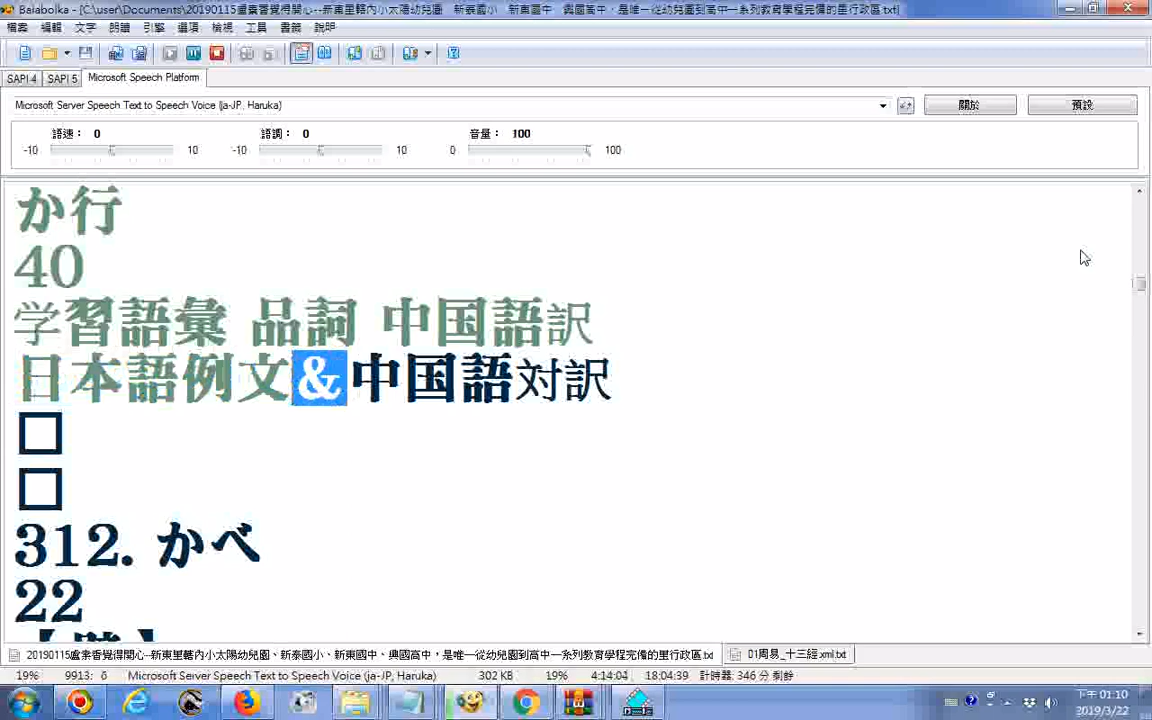 Balabolka - [C:\user\Documents\20190115盧素香覺得開心--新東里轄內小太陽幼兒園、新泰國小、新東國中、興國高中，是唯一從幼兒園到高中一系列教育學程完備的里行政區.txt]
檔案 編輯 文字 朗讀 引擎 選項 檢視 工具 書籤 說明
SAPI 4 SAPI 5 Microsoft Speech Platform
Microsoft Server Speech Text to Speech Voice (ja-JP, Haruka) 關於 預設
語速： 0 語調： 0 音量： 100
-10 10 -10 10 0 100
か行
40
学習語彙 品詞 中国語訳
日本語例文&中国語対訳
□
□
312. かべ
22
20190115盧素香覺得開心--新東里轄內小太陽幼兒園、新泰國小、新東國中、興國高中，是唯一從幼兒園到高中一系列教育學程完備的里行政區.txt 01周易_十三經.xml.txt
19% 9913: 6 Microsoft Server Speech Text to Speech Voice (ja-JP, Haruka) 302 KB 19% 4:14:04 18:04:39 計時器: 346 分 剩餘
下午 01:10
2019/3/22